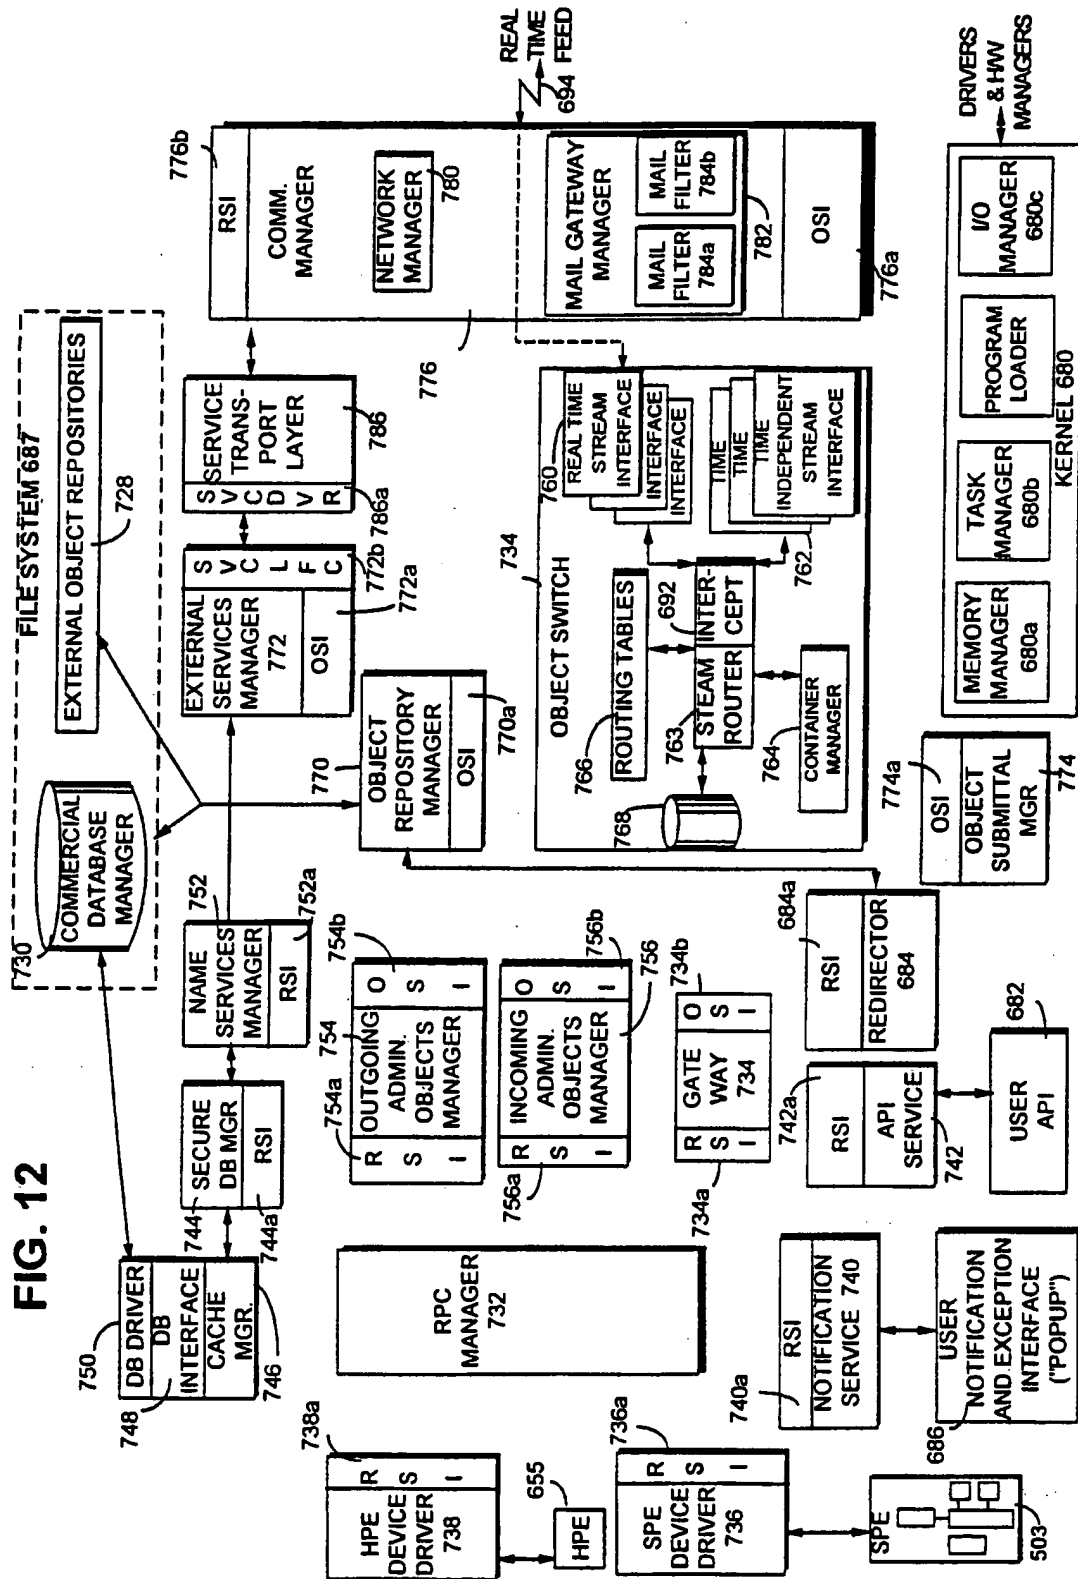 FIG. 12
FILE SYSTEM 687
EXTERNAL OBJECT REPOSITORIES
728
730
COMMERCIAL
DATABASE
MANAGER
750
DB DRIVER
DB
INTERFACE
748
CACHE
MGR.
746
744
SECURE
DB MGR
RSI
744a
752
NAME
SERVICES
MANAGER
RSI
752a
EXTERNAL
SERVICES
MANAGER
772
OSI
772a
S V C L F C
772b
S V C D V R
786a
SERVICE
TRANS-
PORT
LAYER
786
776b
RSI
COMM.
MANAGER
NETWORK
MANAGER
780
776
MAIL GATEWAY
MANAGER
MAIL
FILTER
784a
MAIL
FILTER
784b
782
OSI
776a
REAL
TIME
FEED
694
770
OBJECT
REPOSITORY
MANAGER
OSI
770a
734
OBJECT SWITCH
760
REAL TIME
STREAM
INTERFACE
INTERFACE
INTERFACE
TIME
TIME
TIME
INDEPENDENT
STREAM
INTERFACE
762
766
ROUTING TABLES
692
763
STEAM
ROUTER
INTER-
CEPT
764
CONTAINER
MANAGER
768
754
754a
R S I
OUTGOING
ADMIN.
OBJECTS
MANAGER
O S I
754b
756a
R S I
INCOMING
ADMIN.
OBJECTS
MANAGER
O S I
756b
756
734a
R S I
GATE
WAY
734
O S I
734b
RPC
MANAGER
732
738a
HPE
DEVICE
DRIVER
738
R S I
655
HPE
736a
SPE
DEVICE
DRIVER
736
R S I
SPE
503
740a
RSI
NOTIFICATION
SERVICE 740
686
USER
NOTIFICATION
AND EXCEPTION
INTERFACE
("POPUP")
742a
RSI
API
SERVICE
742
682
USER
API
684a
RSI
REDIRECTOR
684
774a
OSI
OBJECT
SUBMITTAL
MGR
774
MEMORY
MANAGER
680a
TASK
MANAGER
680b
PROGRAM
LOADER
I/O
MANAGER
680c
KERNEL 680
DRIVERS
& H/W
MANAGERS